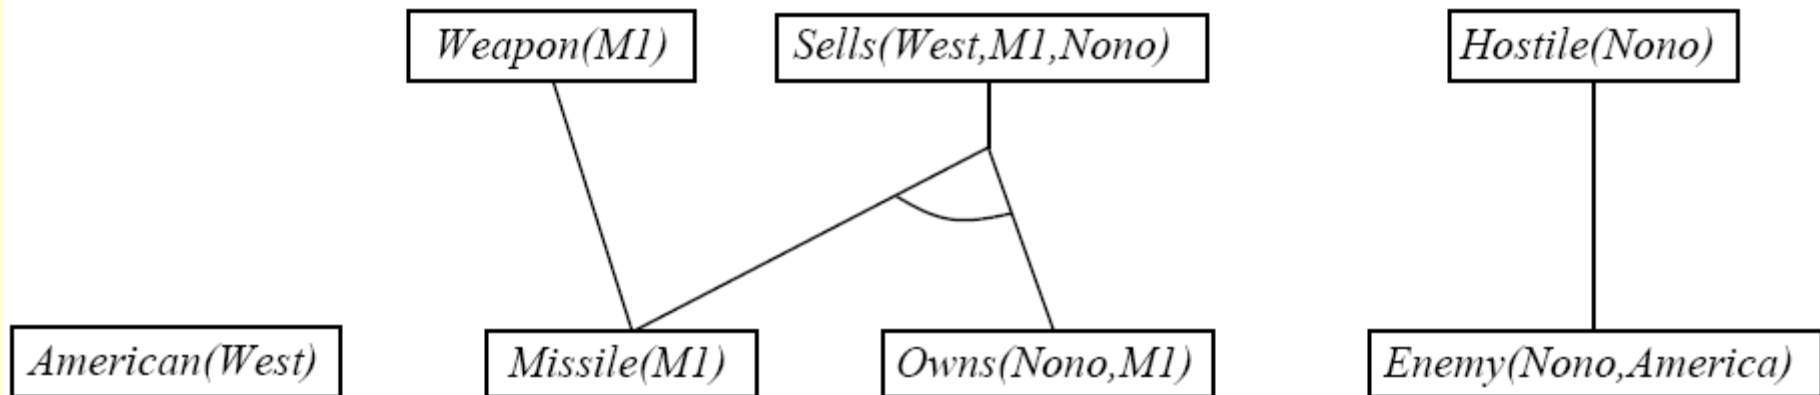 Weapon(M1)
Sells(West,M1,Nono)
Hostile(Nono)
American(West)
Missile(M1)
Owns(Nono,M1)
Enemy(Nono,America)